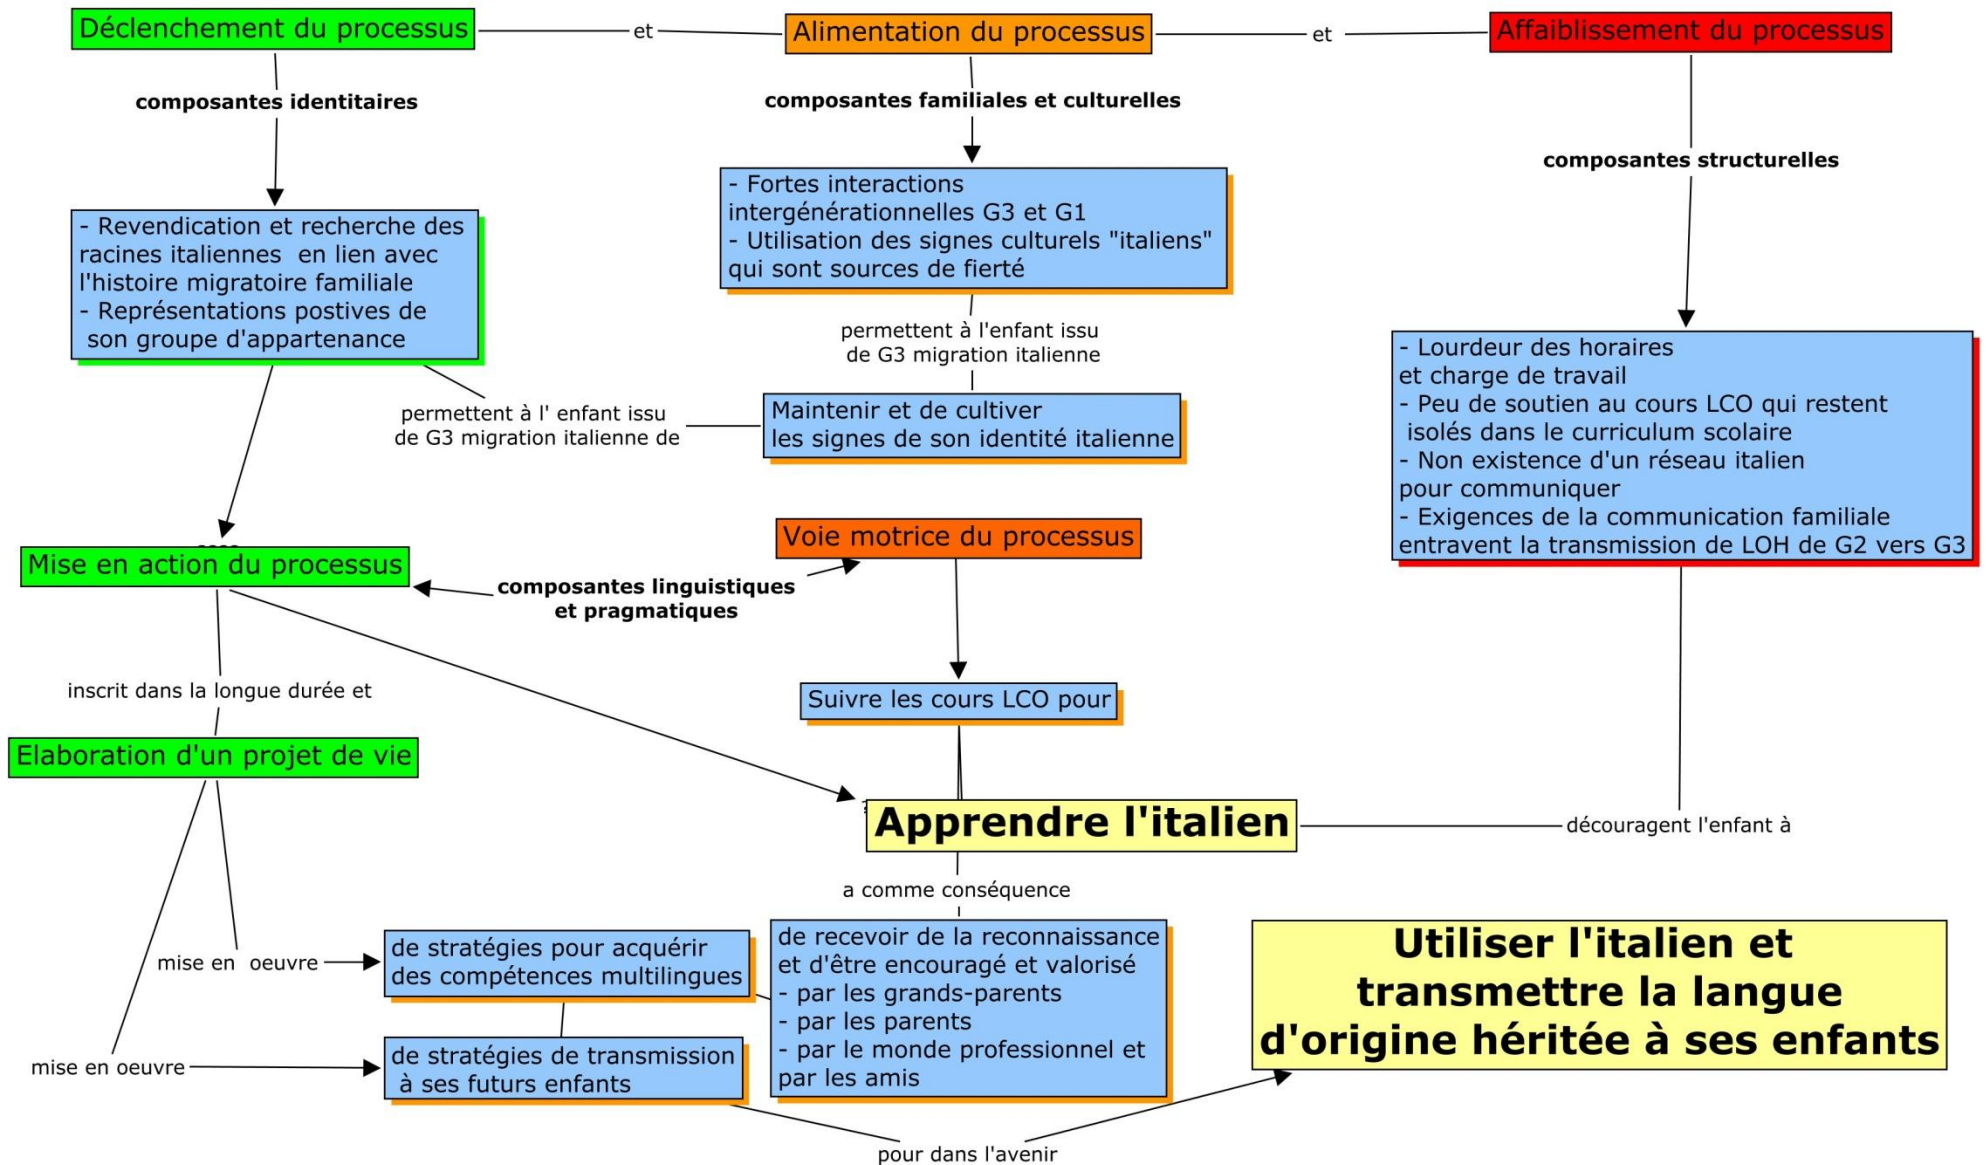 Déclenchement du processus
et
Alimentation du processus
et
Affaiblissement du processus
composantes identitaires
composantes familiales et culturelles
composantes structurelles
- Revendication et recherche des
racines italiennes en lien avec
l'histoire migratoire familiale
- Représentations postives de
son groupe d'appartenance
- Fortes interactions
intergénérationnelles G3 et G1
- Utilisation des signes culturels "italiens"
qui sont sources de fierté
permettent à l'enfant issu
de G3 migration italienne
- Lourdeur des horaires
et charge de travail
- Peu de soutien au cours LCO qui restent
isolés dans le curriculum scolaire
- Non existence d'un réseau italien
pour communiquer
- Exigences de la communication familiale
entravent la transmission de LOH de G2 vers G3
permettent à l' enfant issu
de G3 migration italienne de
Maintenir et de cultiver
les signes de son identité italienne
Mise en action du processus
Voie motrice du processus
composantes linguistiques
et pragmatiques
inscrit dans la longue durée et
Suivre les cours LCO pour
Elaboration d'un projet de vie
Apprendre l'italien
découragent l'enfant à
a comme conséquence
mise en oeuvre
de stratégies pour acquérir
des compétences multilingues
de recevoir de la reconnaissance
et d'être encouragé et valorisé
- par les grands-parents
- par les parents
- par le monde professionnel et
par les amis
Utiliser l'italien et
transmettre la langue
d'origine héritée à ses enfants
mise en oeuvre
de stratégies de transmission
à ses futurs enfants
pour dans l'avenir